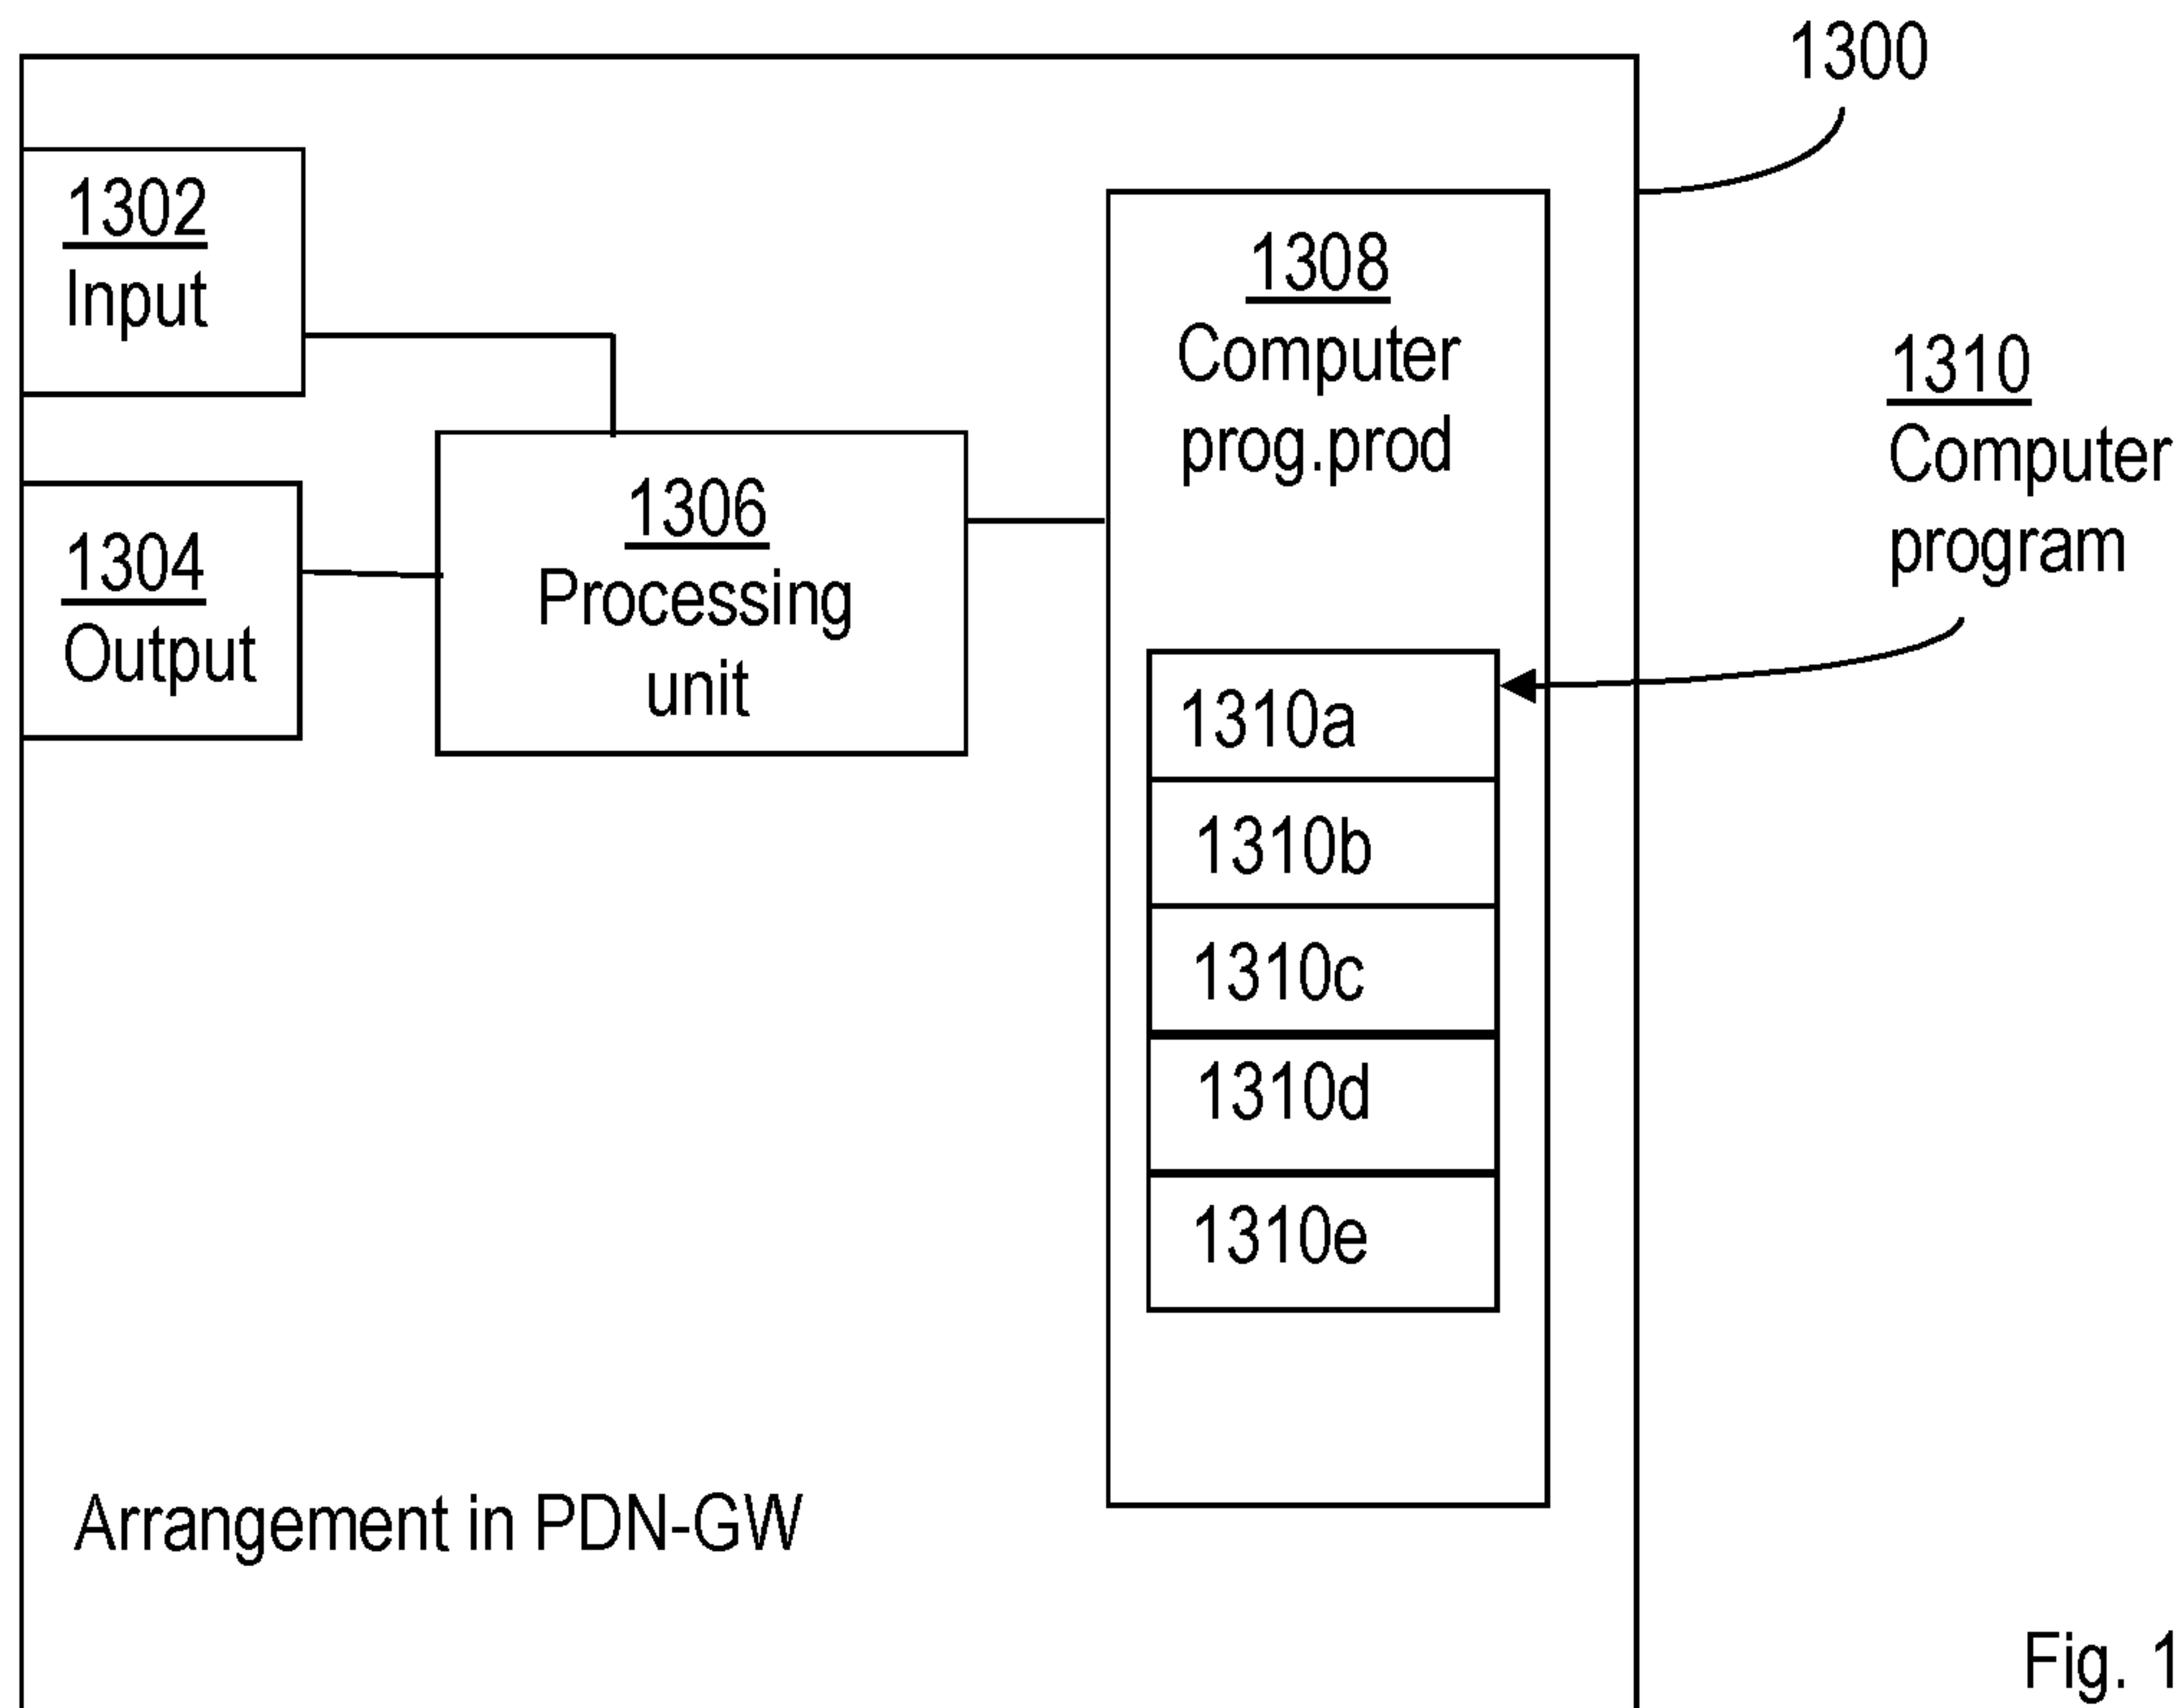 1300
1302
Input
1308
Computer
prog.prod
1310
Computer
program
1306
Processing
unit
1304
Output
1310a
1310b
1310c
1310d
1310e
Arrangement in PDN-GW
Fig. 1